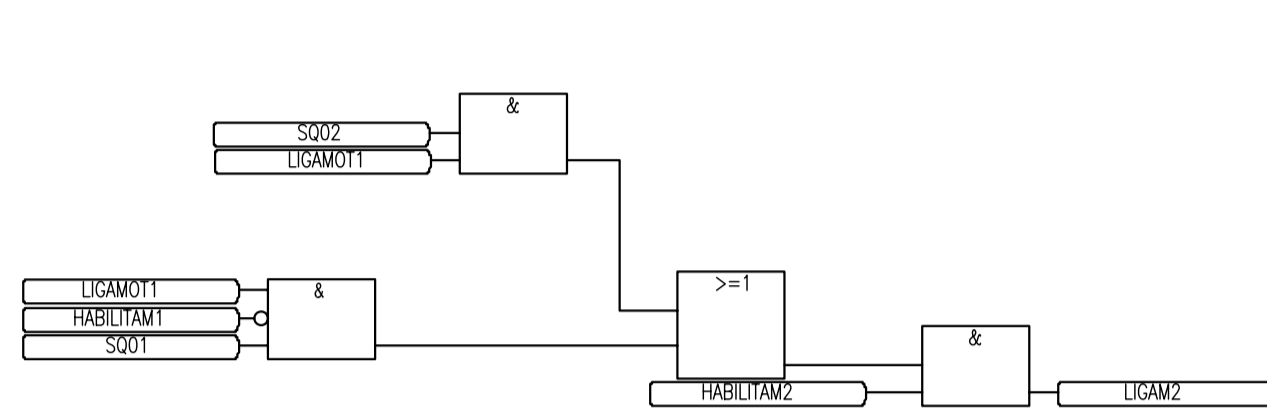 &
SQ02
LIGAMOT1
LIGAMOT1
&
HABILITAM1
SQ01
>=1
&
HABILITAM2
LIGAM2